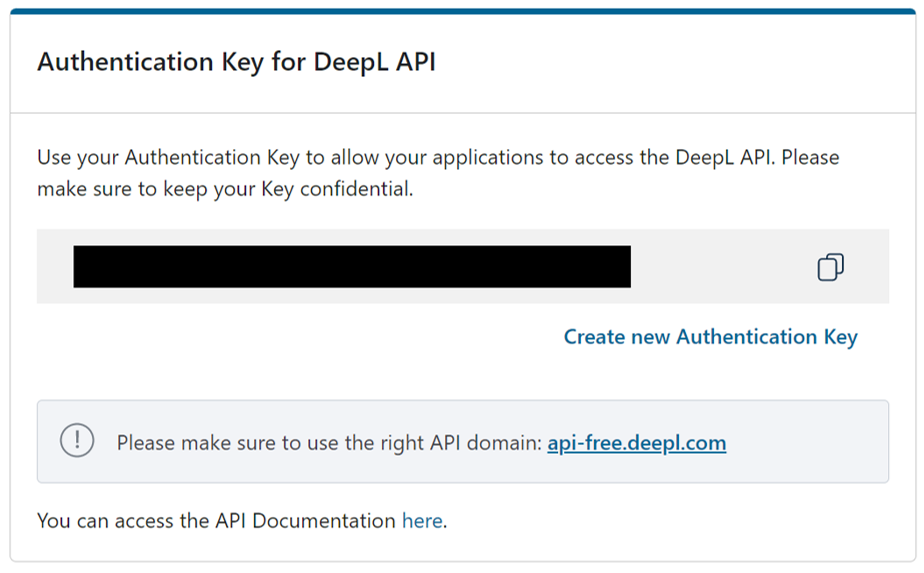 Authentication Key for DeepL API
Use your Authentication Key to allow your applications to access the DeepL API. Please
make sure to keep your Key confidential.
Create new Authentication Key
Please make sure to use the right API domain: api-free.deepl.com
You can access the API Documentation here.